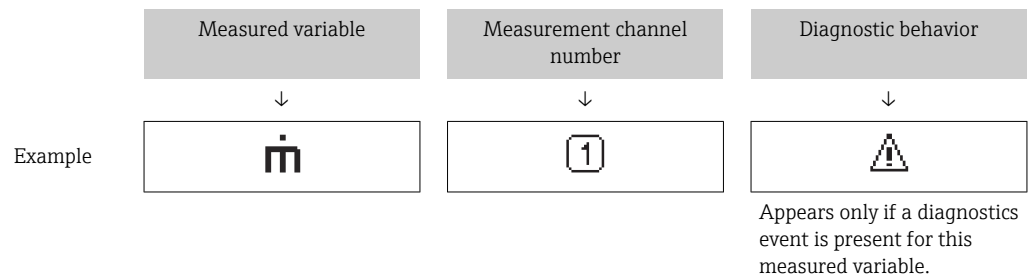 Measured variable
Measurement channel
number
Diagnostic behavior
↓ ↓ ↓
Example
ṁ
1
Appears only if a diagnostics
event is present for this
measured variable.